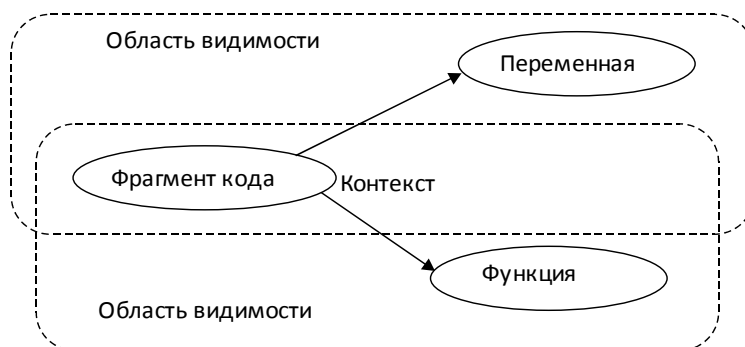 Область видимости
Переменная
Фрагмент кода
Контекст
Функция
Область видимости